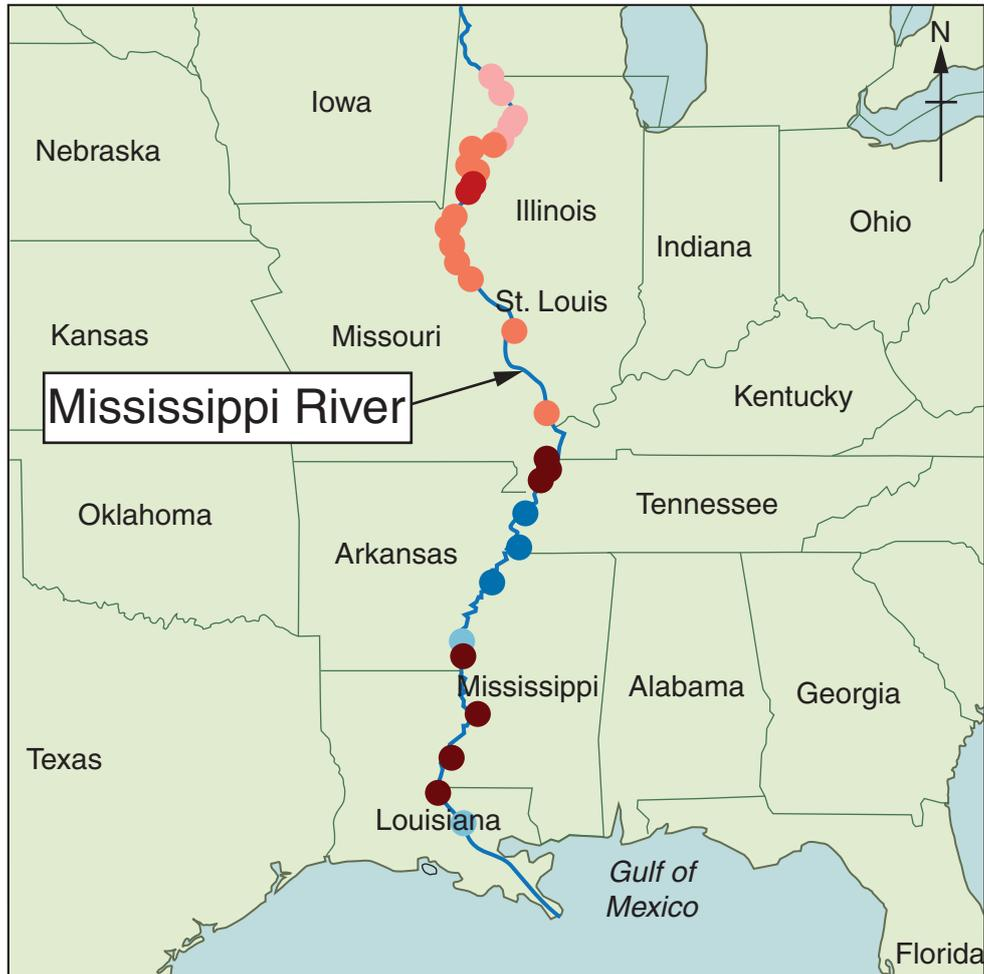 N
Iowa
Nebraska
Illinois
Ohio
Indiana
St. Louis
Kansas
Missouri
Mississippi River
Kentucky
Oklahoma
Tennessee
Arkansas
Mississippi
Alabama
Georgia
Texas
Louisiana
Gulf of
Mexico
Florida